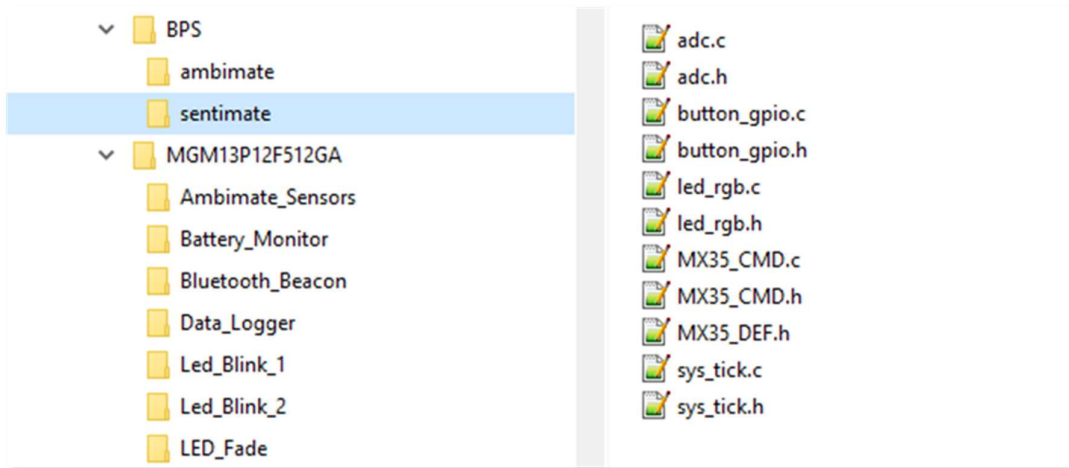 BPS
ambimate
sentimate
MGM13P12F512GA
Ambimate_Sensors
Battery_Monitor
Bluetooth_Beacon
Data_Logger
Led_Blink_1
Led_Blink_2
LED_Fade
adc.c
adc.h
button_gpio.c
button_gpio.h
led_rgb.c
led_rgb.h
MX35_CMD.c
MX35_CMD.h
MX35_DEF.h
sys_tick.c
sys_tick.h